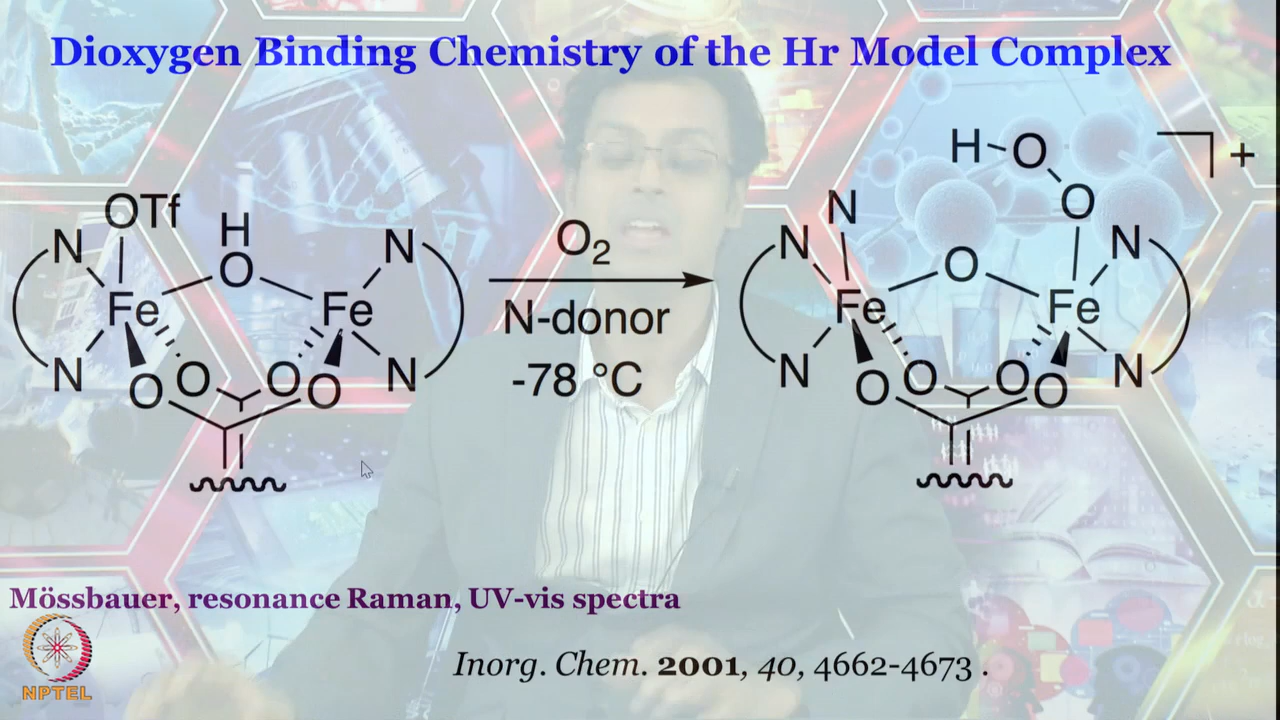 Dioxygen Binding Chemistry of the Hr Model Complex
OTf
H
O
N
N
Fe
Fe
N
N
O
O
O
O
O2
N-donor
-78 °C
H-O
+
O
N
N
N
O
Fe
Fe
N
N
O
O
O
O
Mössbauer, resonance Raman, UV-vis spectra
Inorg. Chem. 2001, 40, 4662-4673 .
NPTEL